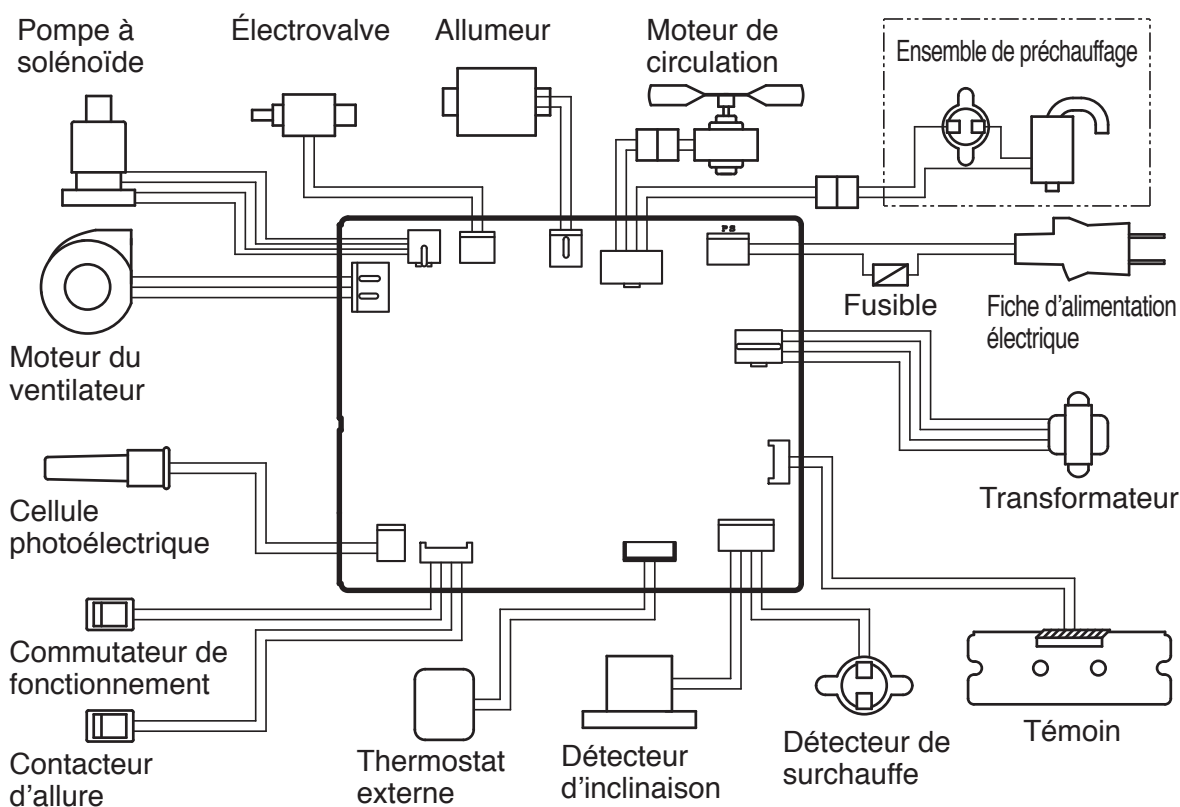 Pompe à
solénoïde
Électrovalve
Allumeur
Moteur de
circulation
Ensemble de préchauffage
PS
Fusible
Fiche d'alimentation
électrique
Moteur du
ventilateur
Transformateur
Cellule
photoélectrique
Commutateur de
fonctionnement
Contacteur
d'allure
Thermostat
externe
Détecteur
d'inclinaison
Détecteur de
surchauffe
Témoin